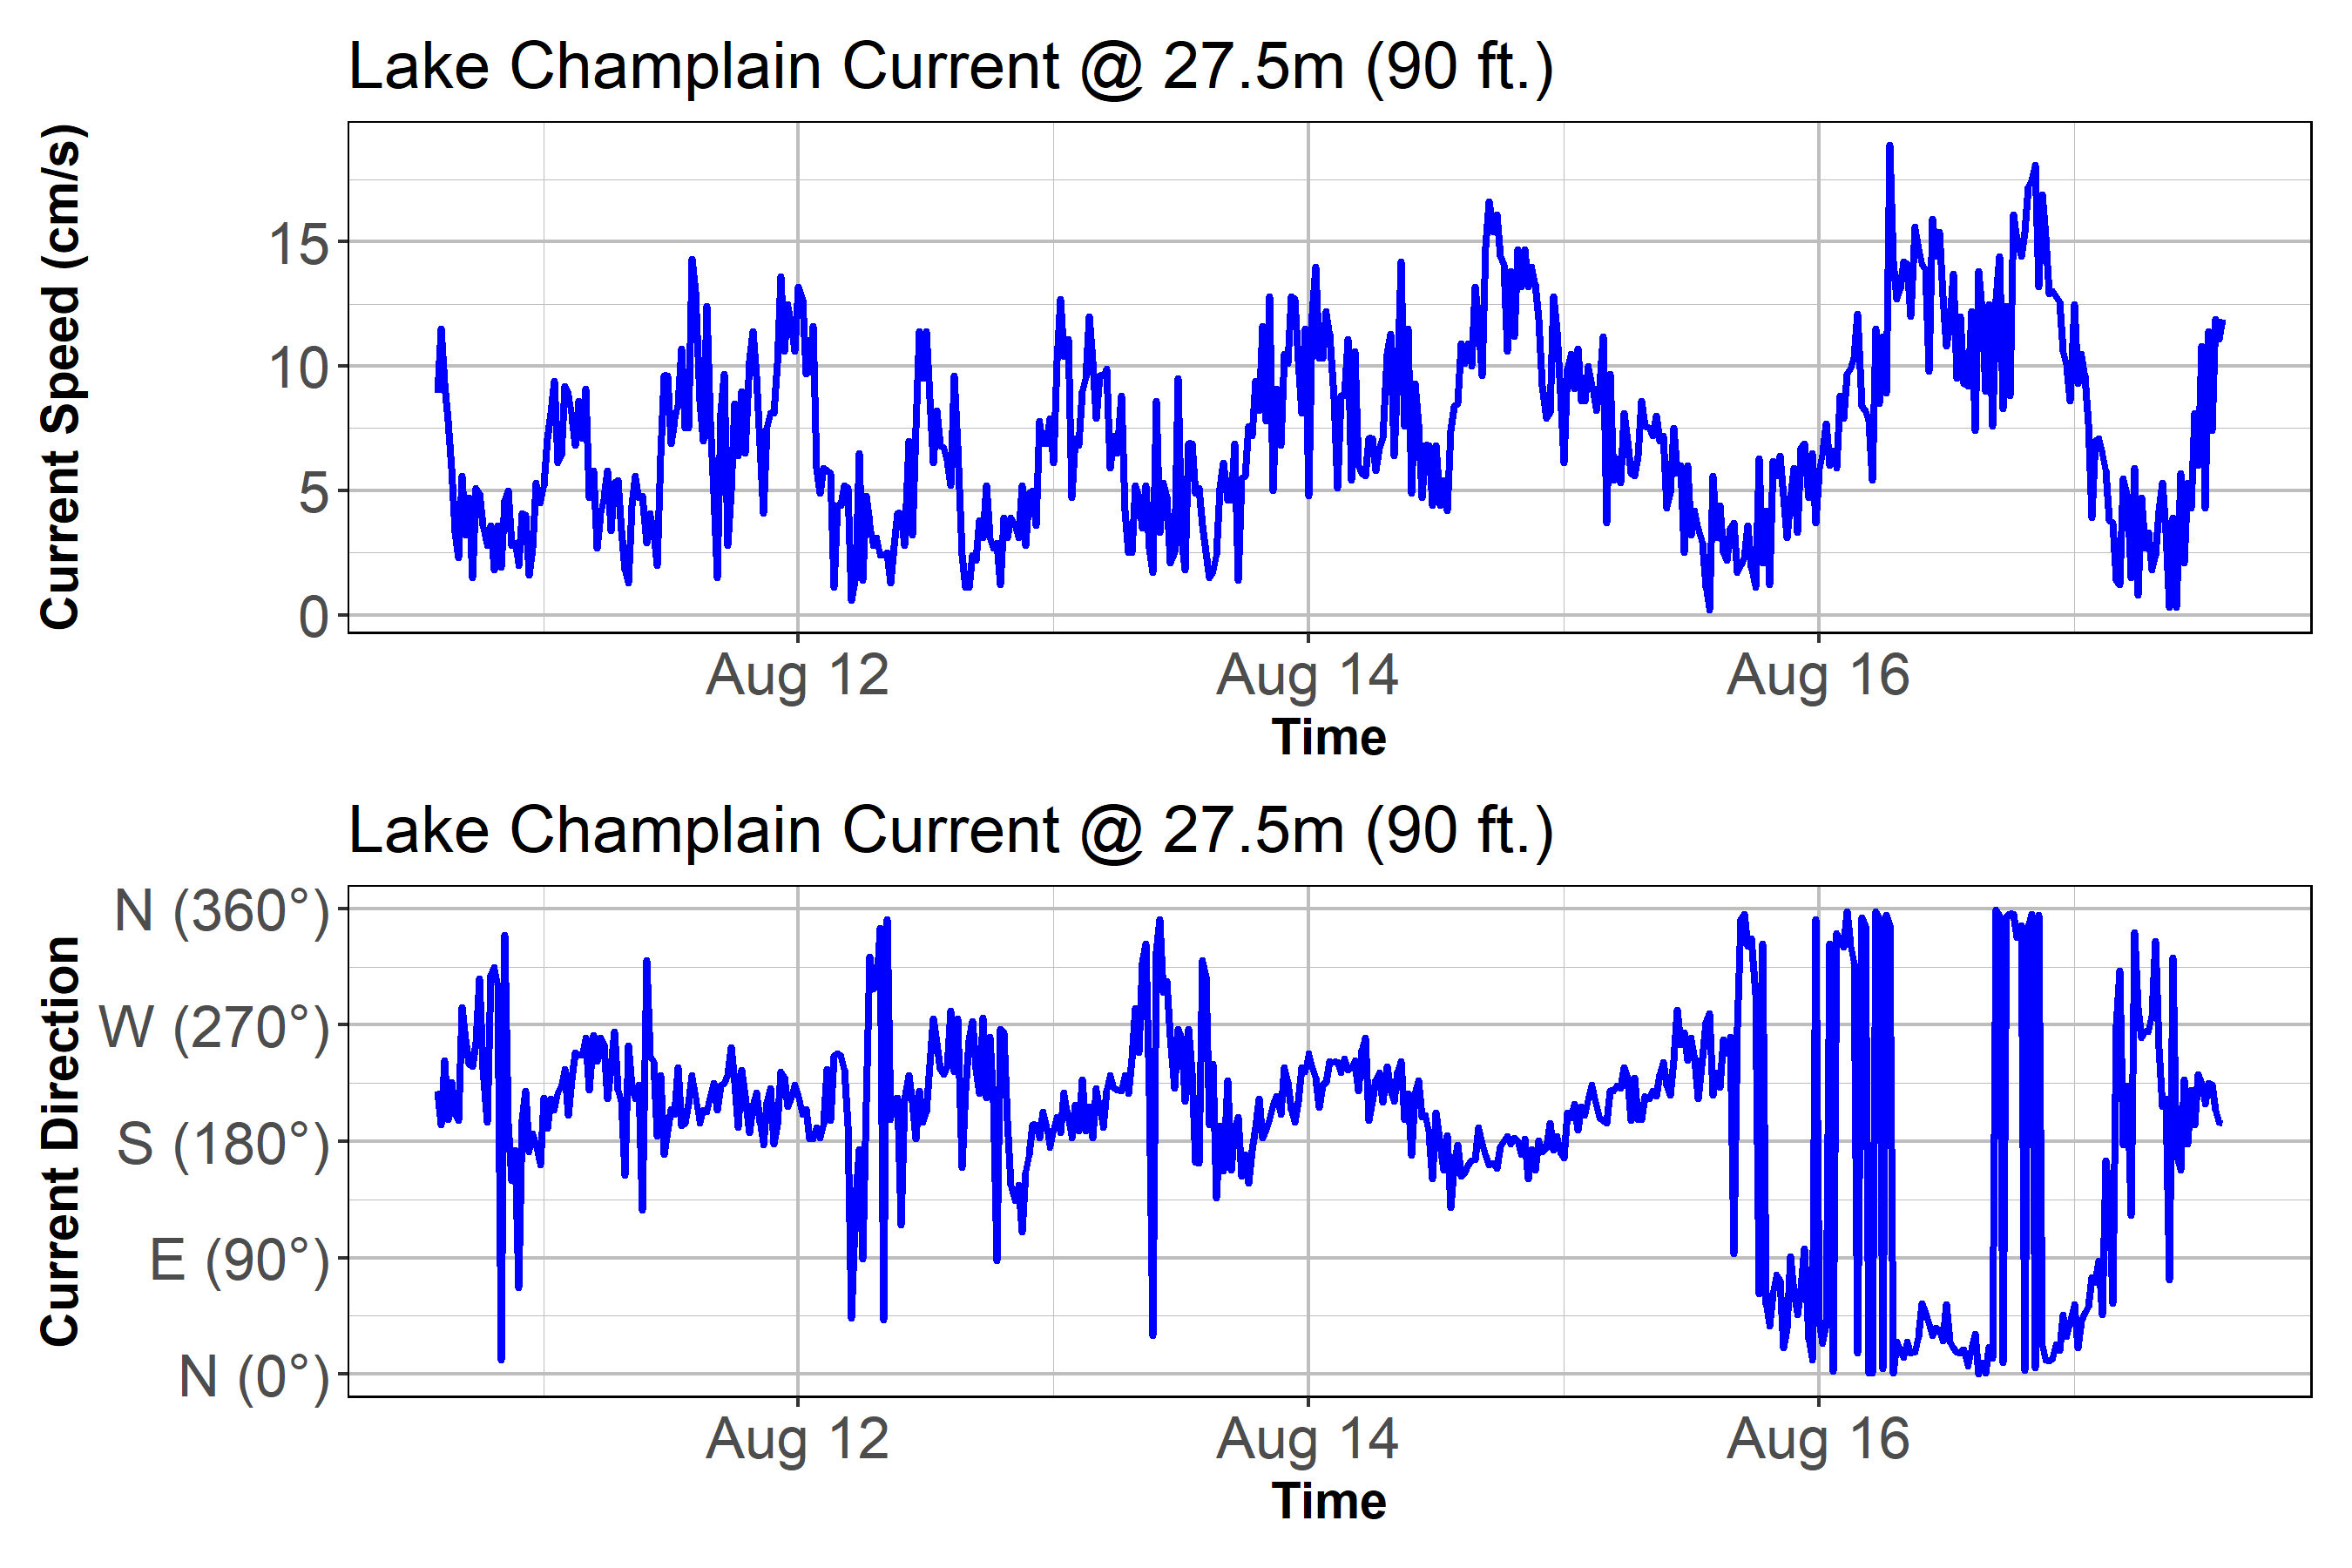 Lake Champlain Current @ 27.5m (90 ft.)
Current Speed (cm/s)
15
10
5
0
Aug 12 Aug 14 Aug 16
Time
Lake Champlain Current @ 27.5m (90 ft.)
Current Direction
N (360°)
W (270°)
S (180°)
E (90°)
N (0°)
Aug 12 Aug 14 Aug 16
Time